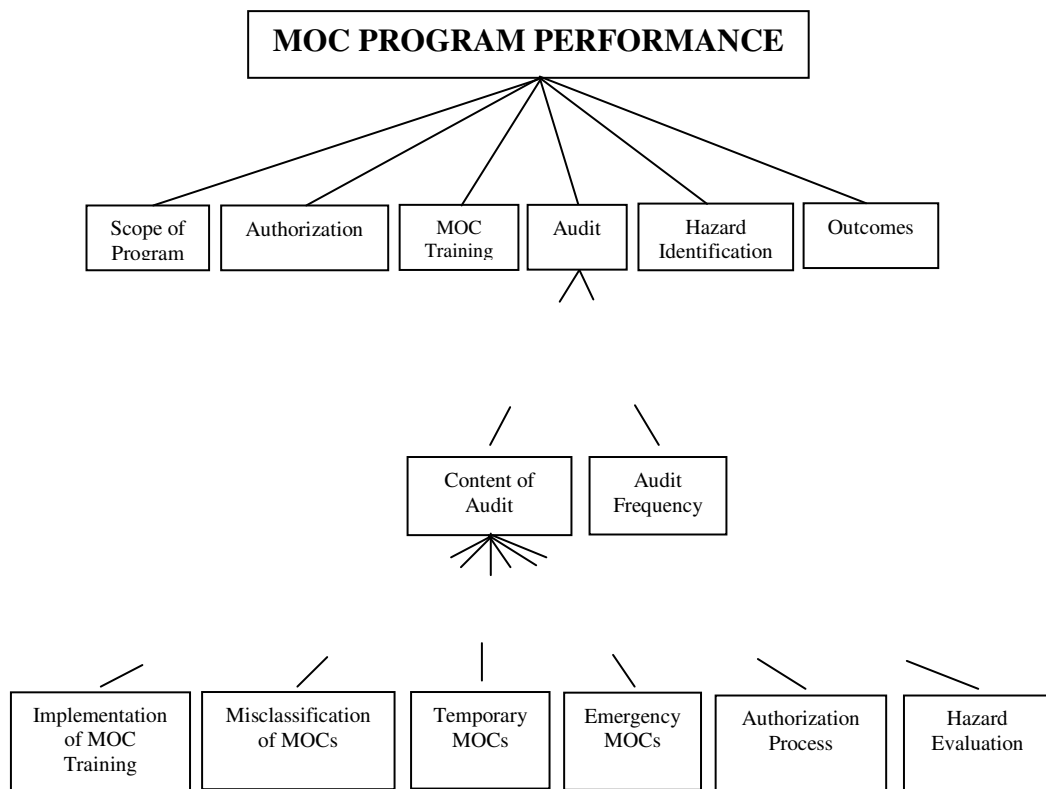 MOC PROGRAM PERFORMANCE
Scope of
Program
Authorization
MOC
Training
Audit
Hazard
Identification
Outcomes
Content of
Audit
Audit
Frequency
Implementation
of MOC
Training
Misclassification
of MOCs
Temporary
MOCs
Emergency
MOCs
Authorization
Process
Hazard
Evaluation